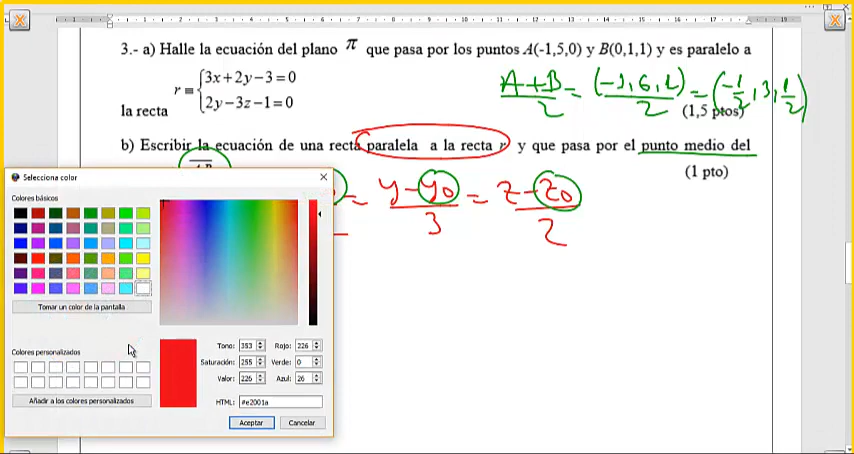 3.- a) Halle la ecuación del plano π que pasa por los puntos A(-1,5,0) y B(0,1,1) y es paralelo a
la recta r ≡ { 3x+2y−3=0
2y−3z−1=0
A+B/2 = (-1,6,1)/2 = (-1/2, 3, 1/2)
(1,5 ptos)
b) Escribir la ecuación de una recta paralela a la recta r y que pasa por el punto medio del
(1 pto)
= y-y0/3 = z-z0/2
Selecciona color
Colores básicos
Tomar un color de la pantalla
Colores personalizados
Añadir a los colores personalizados
Tono: 353 Rojo: 226
Saturación: 255 Verde: 0
Valor: 226 Azul: 26
HTML: #e2001a
Aceptar Cancelar